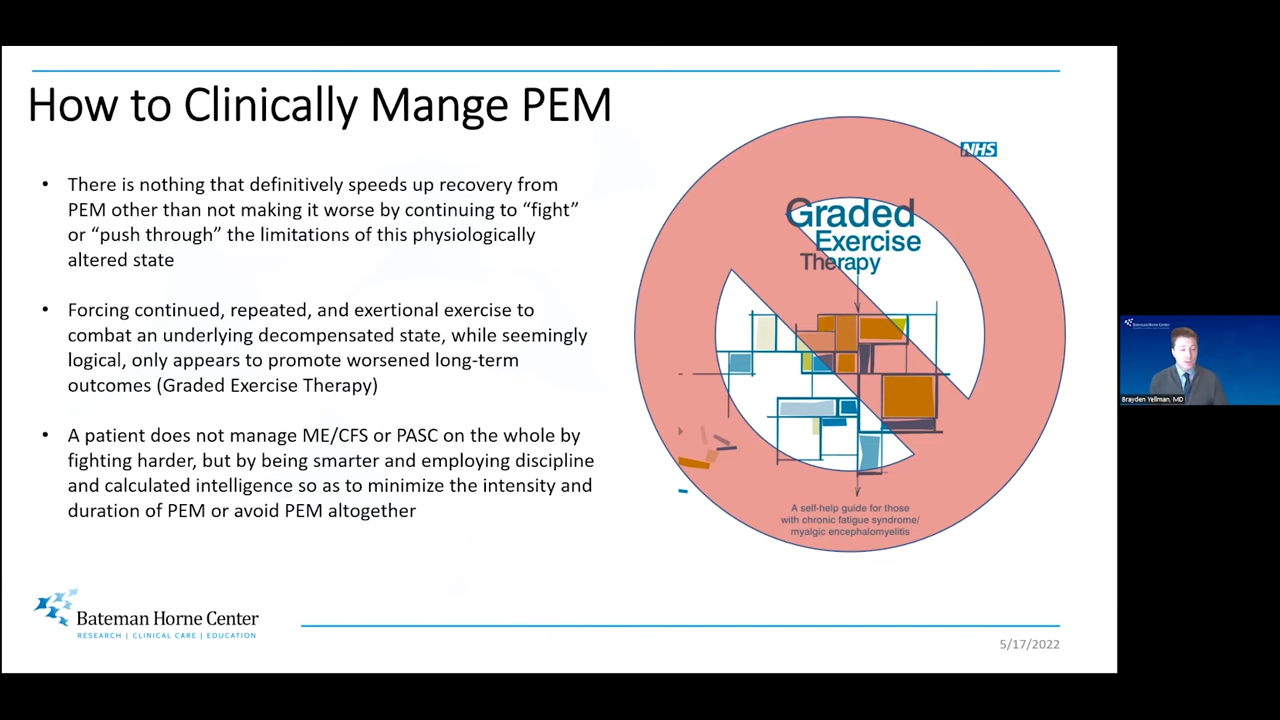 How to Clinically Mange PEM
• There is nothing that definitively speeds up recovery from
PEM other than not making it worse by continuing to “fight”
or “push through” the limitations of this physiologically
altered state
• Forcing continued, repeated, and exertional exercise to
combat an underlying decompensated state, while seemingly
logical, only appears to promote worsened long-term
outcomes (Graded Exercise Therapy)
• A patient does not manage ME/CFS or PASC on the whole by
fighting harder, but by being smarter and employing discipline
and calculated intelligence so as to minimize the intensity and
duration of PEM or avoid PEM altogether
NHS
Graded
Exercise
Therapy
A self-help guide for those
with chronic fatigue syndrome/
myalgic encephalomyelitis
Bateman Horne Center
RESEARCH | CLINICAL CARE | EDUCATION
5/17/2022
Bateman Horne Center
Brayden Yellman, MD